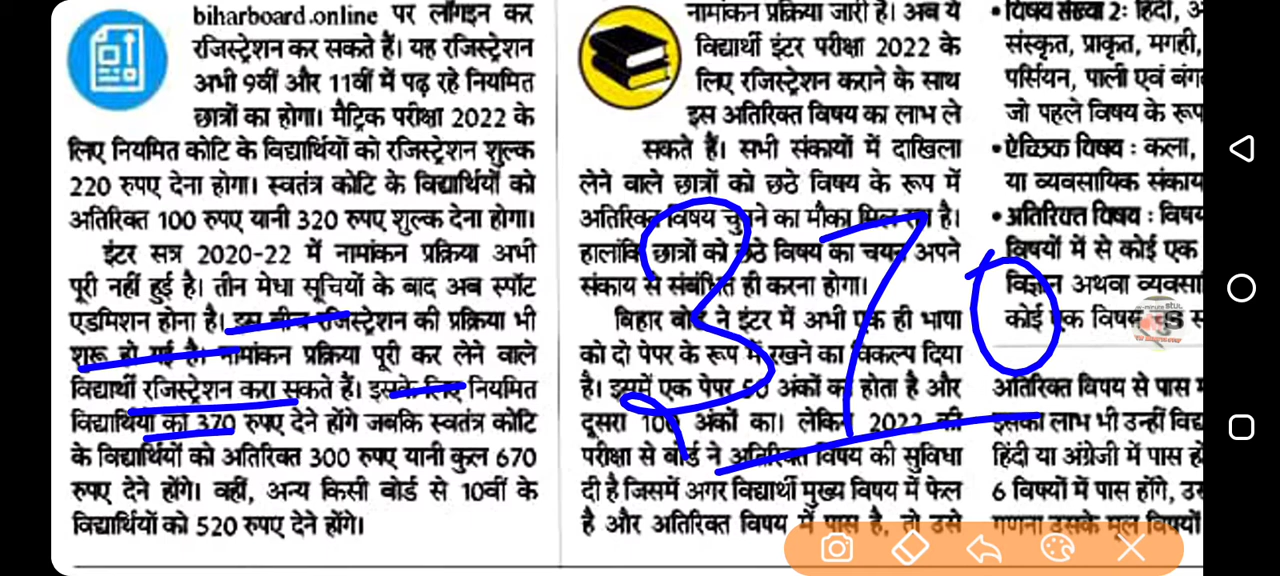 biharboard.online पर लॉगइन कर
रजिस्ट्रेशन कर सकते हैं। यह रजिस्ट्रेशन
अभी 9वीं और 11वीं में पढ़ रहे नियमित
छात्रों का होगा। मैट्रिक परीक्षा 2022 के
लिए नियमित कोटि के विद्यार्थियों को रजिस्ट्रेशन शुल्क
220 रुपए देना होगा। स्वतंत्र कोटि के विद्यार्थियों को
अतिरिक्त 100 रुपए यानी 320 रुपए शुल्क देना होगा।
इंटर सत्र 2020-22 में नामांकन प्रक्रिया अभी
पूरी नहीं हुई है। तीन मेधा सूचियों के बाद अब स्पॉट
एडमिशन होना है। इस बीच रजिस्ट्रेशन की प्रक्रिया भी
शुरू हो गई है। नामांकन प्रक्रिया पूरी कर लेने वाले
विद्यार्थी रजिस्ट्रेशन करा सकते हैं। इसके लिए नियमित
विद्यार्थियों को 370 रुपए देने होंगे जबकि स्वतंत्र कोटि
के विद्यार्थियों को अतिरिक्त 300 रुपए यानी कुल 670
रुपए देने होंगे। वहीं, अन्य किसी बोर्ड से 10वीं के
विद्यार्थियों को 520 रुपए देने होंगे।
नामांकन प्रक्रिया जारी है। अब ये
विद्यार्थी इंटर परीक्षा 2022 के
लिए रजिस्ट्रेशन कराने के साथ
इस अतिरिक्त विषय का लाभ ले
सकते हैं। सभी संकायों में दाखिला
लेने वाले छात्रों को छठे विषय के रूप में
अतिरिक्त विषय चुनने का मौका मिल रहा है।
हालांकि छात्रों को छठे विषय का चयन अपने
संकाय से संबंधित ही करना होगा।
बिहार बोर्ड ने इंटर में अभी एक ही भाषा
को दो पेपर के रूप में रखने का विकल्प दिया
है। इसमें एक पेपर 50 अंकों का होता है और
दूसरा 100 अंकों का। लेकिन 2022 की
परीक्षा से बोर्ड ने अतिरिक्त विषय की सुविधा
दी है जिसमें अगर विद्यार्थी मुख्य विषय में फेल
है और अतिरिक्त विषय में पास है, तो उसे
370
• विषय संख्या 2: हिंदी,
संस्कृत, प्राकृत, मगही,
पर्सियन, पाली एवं
जो पहले विषय के रूप
• ऐच्छिक विषय : कला,
या व्यवसायिक संकाय
• अतिरिक्त विषय :
विषयों में से कोई एक
विज्ञान अथवा
कोई एक
अतिरिक्त विषय से पास
इसका लाभ भी उन्हीं
हिंदी या अंग्रेजी में पास
6 विषयों में पास होंगे,
गणना उसके मूल विषयों